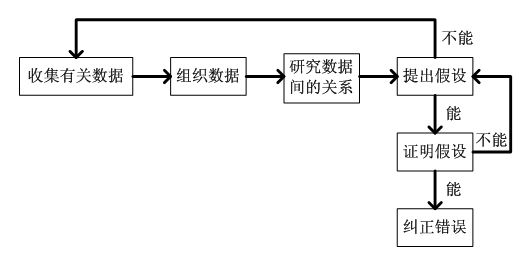 不能
收集有关数据
组织数据
研究数据
间的关系
提出假设
能
证明假设
不能
能
纠正错误